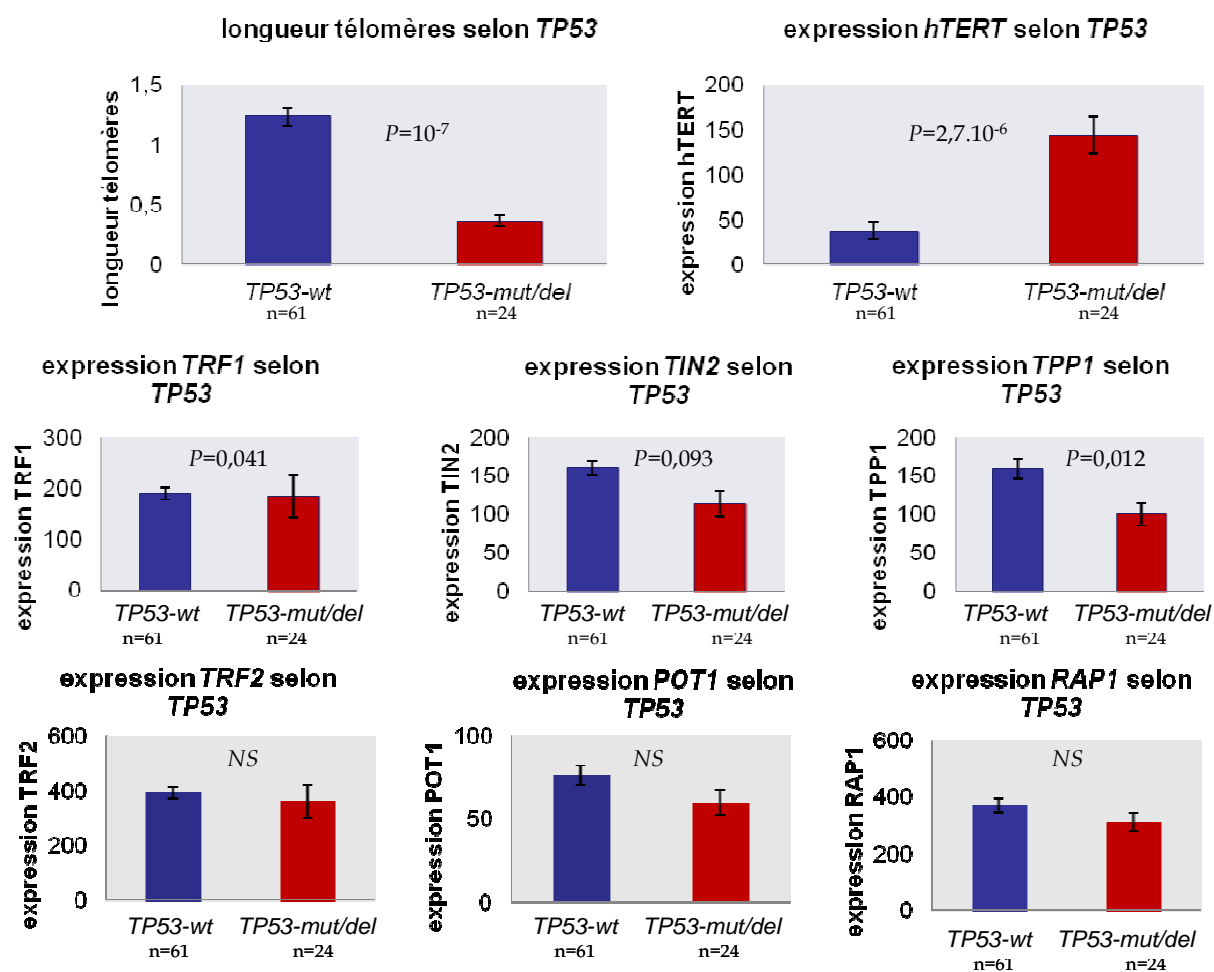 longueur télomères selon TP53
longueur télomères
1,5
1
0,5
0
P=10-7
TP53-wt
n=61
TP53-mut/del
n=24
expression hTERT selon TP53
expression hTERT
200
150
100
50
0
P=2,7.10-6
TP53-wt
n=61
TP53-mut/del
n=24
expression TRF1 selon
TP53
expression TRF1
300
200
100
0
P=0,041
TP53-wt
n=61
TP53-mut/del
n=24
expression TIN2 selon
TP53
expression TIN2
200
150
100
50
0
P=0,093
TP53-wt
n=61
TP53-mut/del
n=24
expression TPP1 selon
TP53
expression TPP1
200
150
100
50
0
P=0,012
TP53-wt
n=61
TP53-mut/del
n=24
expression TRF2 selon
TP53
expression TRF2
600
400
200
0
NS
TP53-wt
n=61
TP53-mut/del
n=24
expression POT1 selon
TP53
expression POT1
100
50
0
NS
TP53-wt
n=61
TP53-mut/del
n=24
expression RAP1 selon
TP53
expression RAP1
600
400
200
0
NS
TP53-wt
n=61
TP53-mut/del
n=24